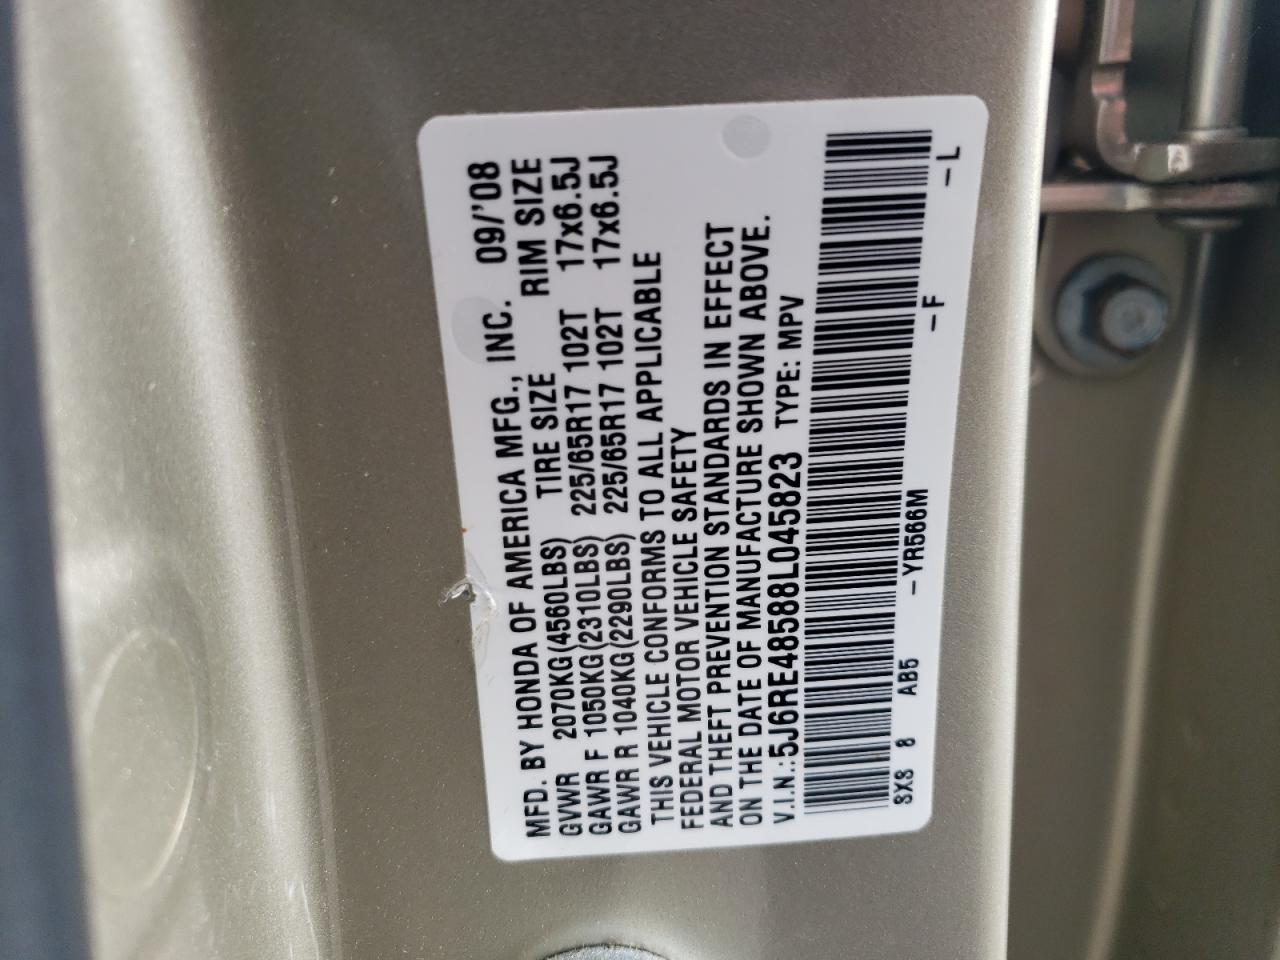 MFD. BY HONDA OF AMERICA MFG., INC. 09/'08
GVWR 2070KG(4560LBS) TIRE SIZE RIM SIZE
GAWR F 1050KG(2310LBS) 225/65R17 102T 17x6.5J
GAWR R 1040KG(2290LBS) 225/65R17 102T 17x6.5J
THIS VEHICLE CONFORMS TO ALL APPLICABLE
FEDERAL MOTOR VEHICLE SAFETY
AND THEFT PREVENTION STANDARDS IN EFFECT
ON THE DATE OF MANUFACTURE SHOWN ABOVE.
V.I.N.:5J6RE48588L045823 TYPE: MPV
SX8 8 AB5 -YR566M -F -L